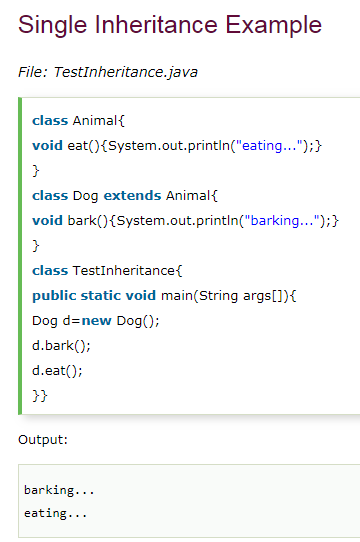 Single Inheritance Example
File: TestInheritance.java
class Animal{
void eat(){System.out.println("eating...");}
}
class Dog extends Animal{
void bark(){System.out.println("barking...");}
}
class TestInheritance{
public static void main(String args[]){
Dog d=new Dog();
d.bark();
d.eat();
}}
Output:
barking...
eating...